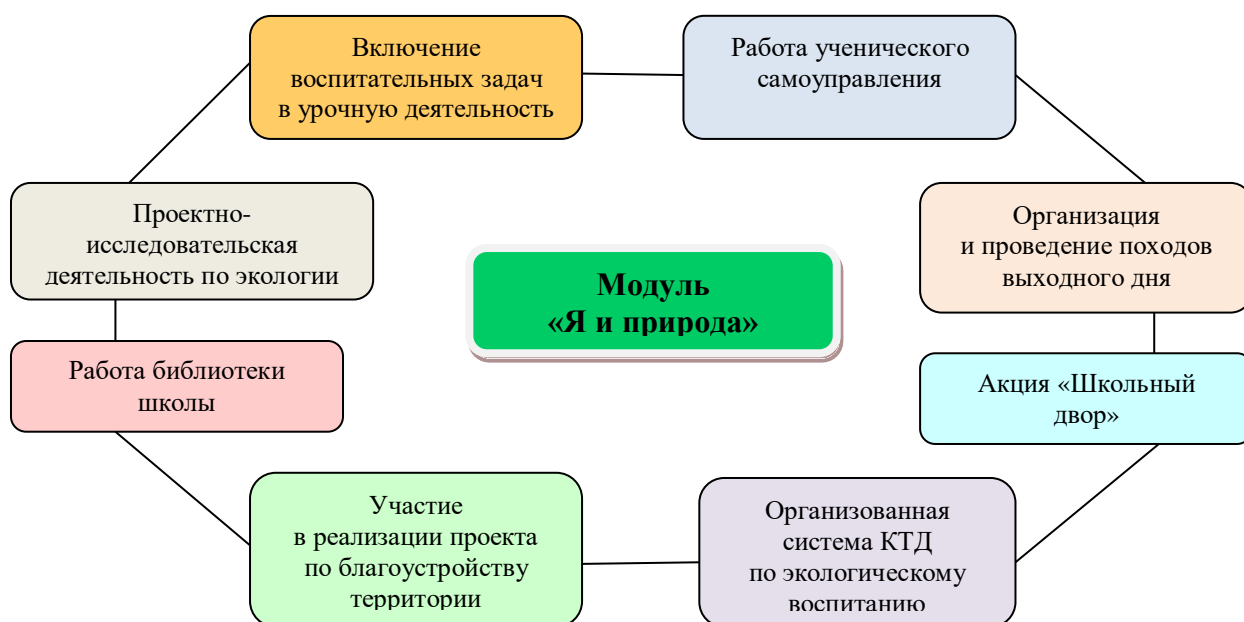 Включение
воспитательных задач
в урочную деятельность
Работа ученического
самоуправления
Проектно-
исследовательская
деятельность по экологии
Организация
и проведение походов
выходного дня
Модуль
«Я и природа»
Работа библиотеки
школы
Акция «Школьный
двор»
Участие
в реализации проекта
по благоустройству
территории
Организованная
система КТД
по экологическому
воспитанию